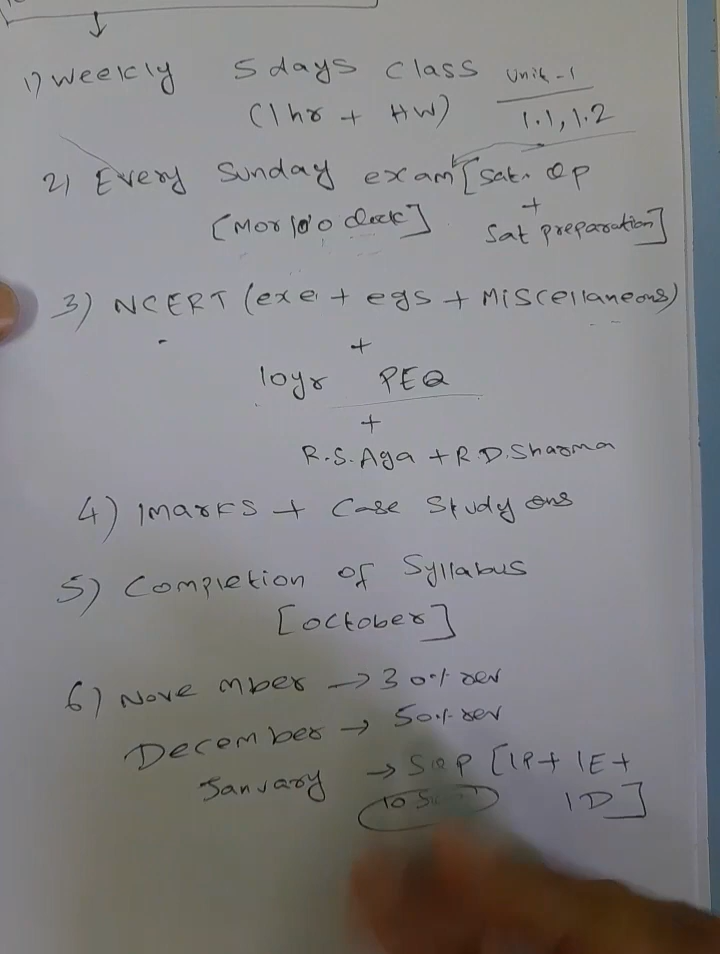 1) Weekly 5 days class Unit-1
(1hr + HW) 1.1, 1.2
2) Every Sunday exam [Sat. QP
+
[Mor 10'o clock] Sat preparation]
3) NCERT (exe + egs + Miscellaneous)
+
10yr PEQ
+
R.S. Aga + R.D. Sharma
4) 1marks + Case Study qns
5) Completion of Syllabus
[october]
6) November → 30% rev
December → 50% rev
January → SQP [1P + 1E +
10 1D]